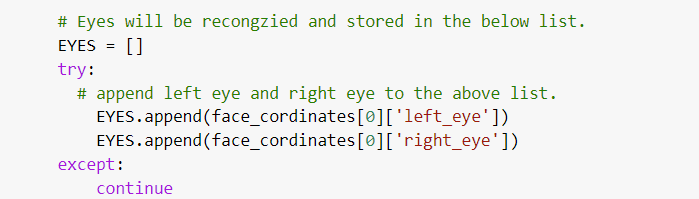 # Eyes will be recongzied and stored in the below list.
EYES = []
try:
# append left eye and right eye to the above list.
EYES.append(face_cordinates[0]['left_eye'])
EYES.append(face_cordinates[0]['right_eye'])
except:
continue